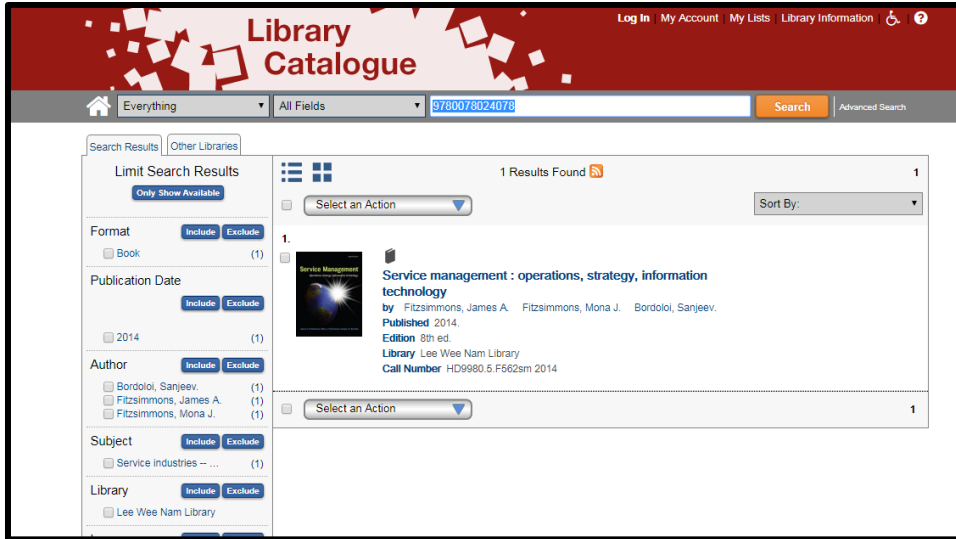 Library
Catalogue
Log In My Account My Lists Library Information
Everything All Fields 9780078024078 Search Advanced Search
Search Results Other Libraries
Limit Search Results
Only Show Available
Format Include Exclude
Book (1)
Publication Date
Include Exclude
2014 (1)
Author Include Exclude
Bordoloi, Sanjeev. (1)
Fitzsimmons, James A. (1)
Fitzsimmons, Mona J. (1)
Subject Include Exclude
Service industries -- ... (1)
Library Include Exclude
Lee Wee Nam Library
1 Results Found 1
Select an Action Sort By:
1.
Service Management
Service management : operations, strategy, information
technology
by Fitzsimmons, James A. Fitzsimmons, Mona J. Bordoloi, Sanjeev.
Published 2014.
Edition 8th ed.
Library Lee Wee Nam Library
Call Number HD9980.5.F562sm 2014
Select an Action 1